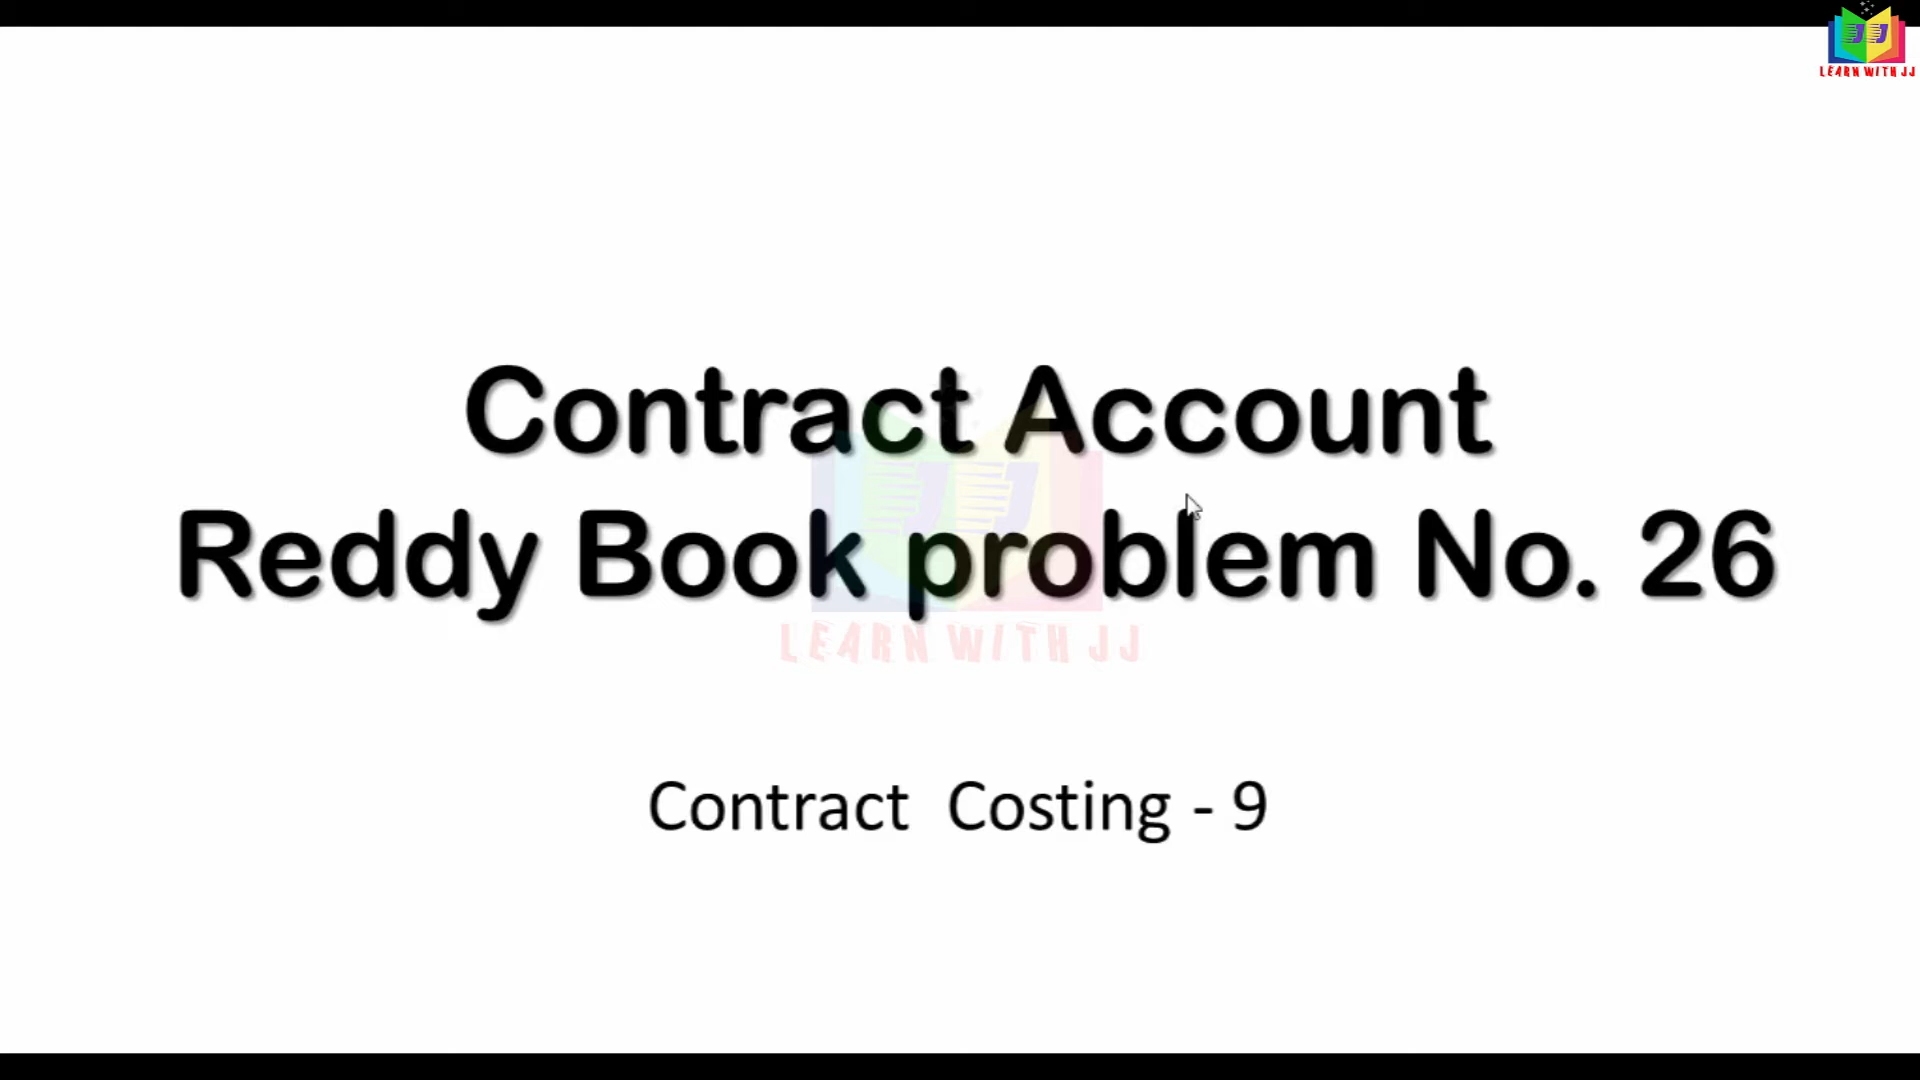 LEARN WITH JJ
Contract Account
Reddy Book problem No. 26
LEARN WITH JJ
Contract Costing - 9